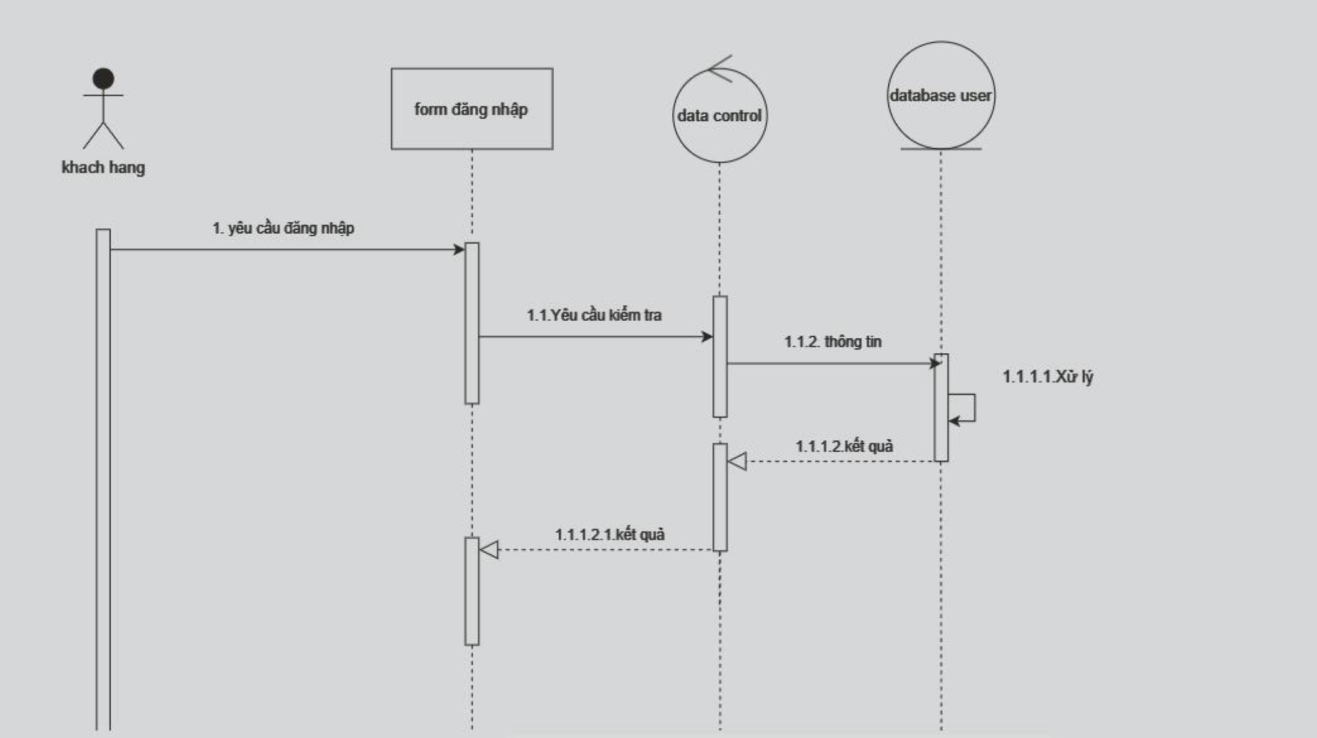 form đăng nhập
data control
database user
khach hang
1. yêu cầu đăng nhập
1.1.Yêu cầu kiểm tra
1.1.2. thông tin
1.1.1.1.Xử lý
1.1.1.2.kết quả
1.1.1.2.1.kết quả